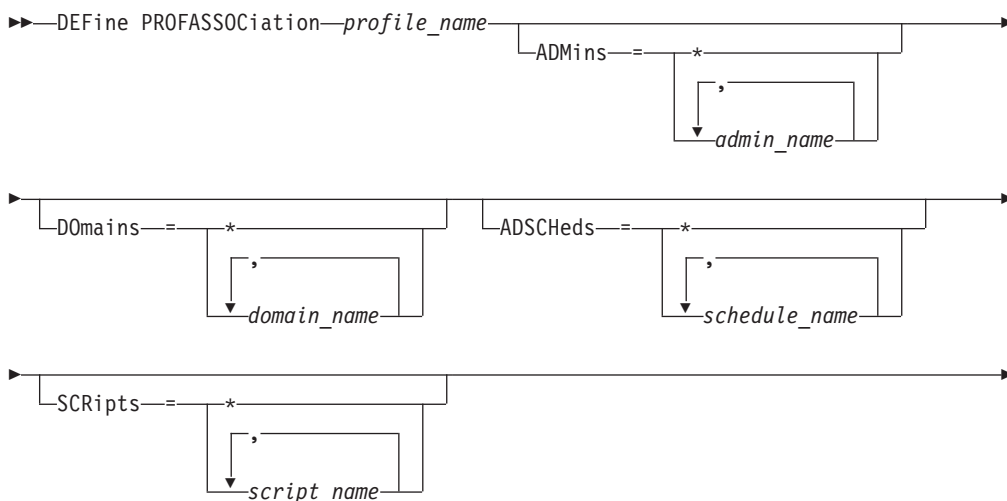 DEFine PROFASSOCiation profile_name
ADMins = *
,
admin_name
DOmains = *
,
domain_name
ADSCHeds = *
,
schedule_name
SCRipts = *
,
script_name